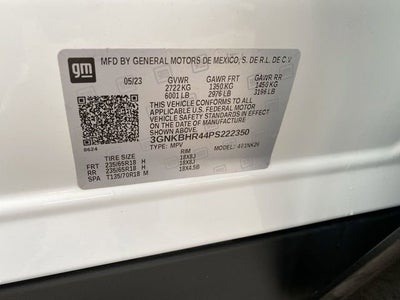 gm
MFD BY GENERAL MOTORS DE MEXICO, S. DE R.L. DE C.V.
05/23 GVWR GAWR FRT GAWR RR
2722 KG 1350 KG 1450 KG
6001 LB 2976 LB 3196 LB
THIS VEHICLE CONFORMS TO ALL
APPLICABLE U.S. FEDERAL MOTOR
VEHICLE SAFETY STANDARDS IN EFFECT
ON THE DATE OF MANUFACTURE
SHOWN ABOVE.
3GNKBHR44PS222350
8624 TYPE: MPV MODEL:
TIRE SIZE RIM
FRT 235/65R18 H 18X8J
RR 235/65R18 H 18X8J
SPA T135/70R18 M 18X4.5B